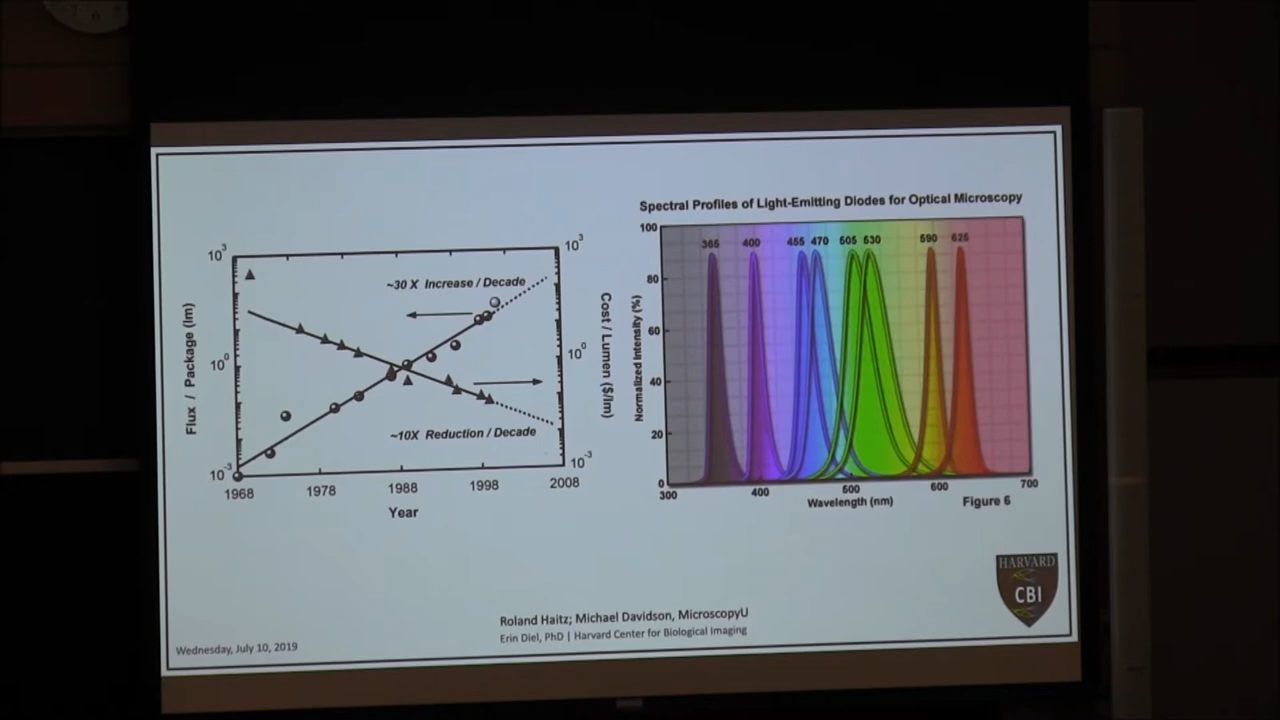 ~30 X Increase / Decade
~10X Reduction / Decade
Flux / Package (lm)
Cost / Lumen ($/lm)
10³
10⁰
10⁻³
10³
10⁰
10⁻³
1968 1978 1988 1998 2008
Year
Spectral Profiles of Light-Emitting Diodes for Optical Microscopy
365 400 455 470 505 530 590 625
Normalized Intensity (%)
100
80
60
40
20
0
300 400 500 600 700
Wavelength (nm)
Figure 6
HARVARD
CBI
Roland Haitz; Michael Davidson, MicroscopyU
Erin Diel, PhD | Harvard Center for Biological Imaging
Wednesday, July 10, 2019